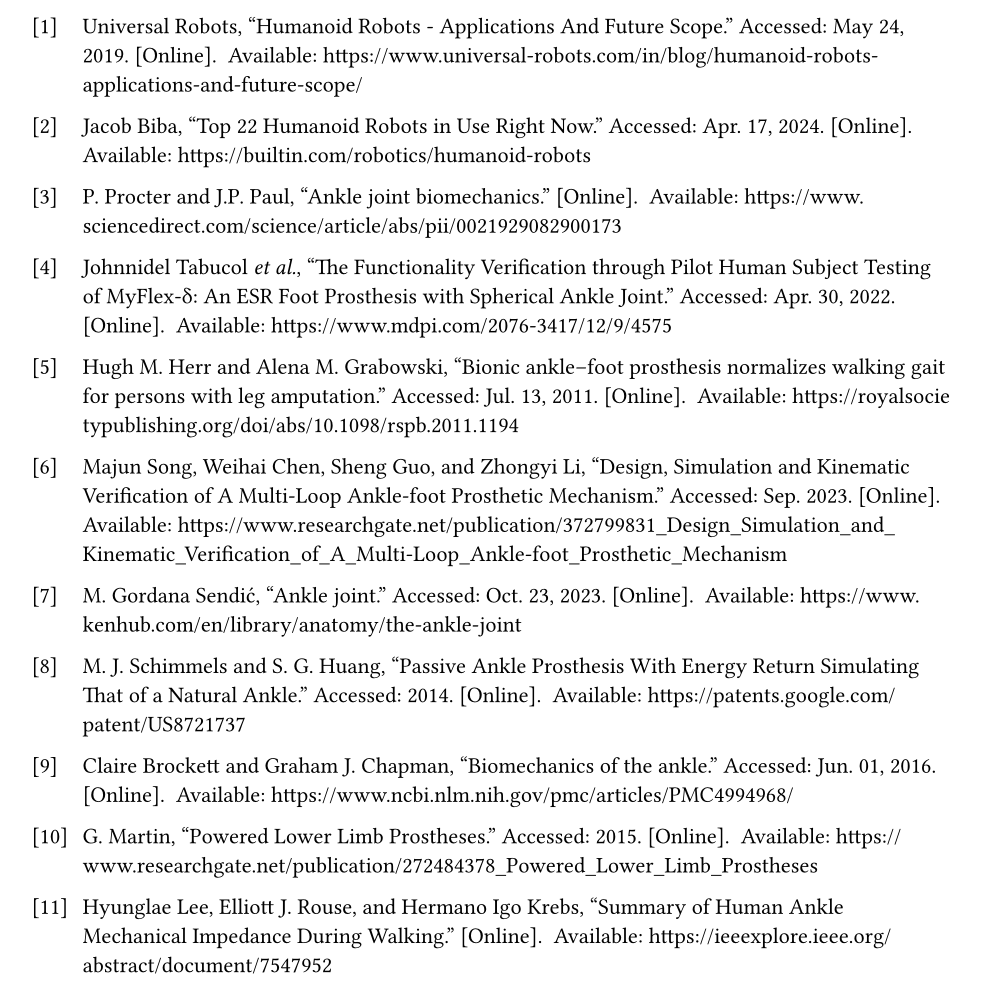 [1] Universal Robots, “Humanoid Robots - Applications And Future Scope.” Accessed: May 24,
2019. [Online]. Available: https://www.universal-robots.com/in/blog/humanoid-robots-
applications-and-future-scope/
[2] Jacob Biba, “Top 22 Humanoid Robots in Use Right Now.” Accessed: Apr. 17, 2024. [Online].
Available: https://builtin.com/robotics/humanoid-robots
[3] P. Procter and J.P. Paul, “Ankle joint biomechanics.” [Online]. Available: https://www.
sciencedirect.com/science/article/abs/pii/0021929082900173
[4] Johnnidel Tabucol et al., “The Functionality Verification through Pilot Human Subject Testing
of MyFlex-δ: An ESR Foot Prosthesis with Spherical Ankle Joint.” Accessed: Apr. 30, 2022.
[Online]. Available: https://www.mdpi.com/2076-3417/12/9/4575
[5] Hugh M. Herr and Alena M. Grabowski, “Bionic ankle–foot prosthesis normalizes walking gait
for persons with leg amputation.” Accessed: Jul. 13, 2011. [Online]. Available: https://royalsocie
typublishing.org/doi/abs/10.1098/rspb.2011.1194
[6] Majun Song, Weihai Chen, Sheng Guo, and Zhongyi Li, “Design, Simulation and Kinematic
Verification of A Multi-Loop Ankle-foot Prosthetic Mechanism.” Accessed: Sep. 2023. [Online].
Available: https://www.researchgate.net/publication/372799831_Design_Simulation_and_
Kinematic_Verification_of_A_Multi-Loop_Ankle-foot_Prosthetic_Mechanism
[7] M. Gordana Sendić, “Ankle joint.” Accessed: Oct. 23, 2023. [Online]. Available: https://www.
kenhub.com/en/library/anatomy/the-ankle-joint
[8] M. J. Schimmels and S. G. Huang, “Passive Ankle Prosthesis With Energy Return Simulating
That of a Natural Ankle.” Accessed: 2014. [Online]. Available: https://patents.google.com/
patent/US8721737
[9] Claire Brockett and Graham J. Chapman, “Biomechanics of the ankle.” Accessed: Jun. 01, 2016.
[Online]. Available: https://www.ncbi.nlm.nih.gov/pmc/articles/PMC4994968/
[10] G. Martin, “Powered Lower Limb Prostheses.” Accessed: 2015. [Online]. Available: https://
www.researchgate.net/publication/272484378_Powered_Lower_Limb_Prostheses
[11] Hyunglae Lee, Elliott J. Rouse, and Hermano Igo Krebs, “Summary of Human Ankle
Mechanical Impedance During Walking.” [Online]. Available: https://ieeexplore.ieee.org/
abstract/document/7547952